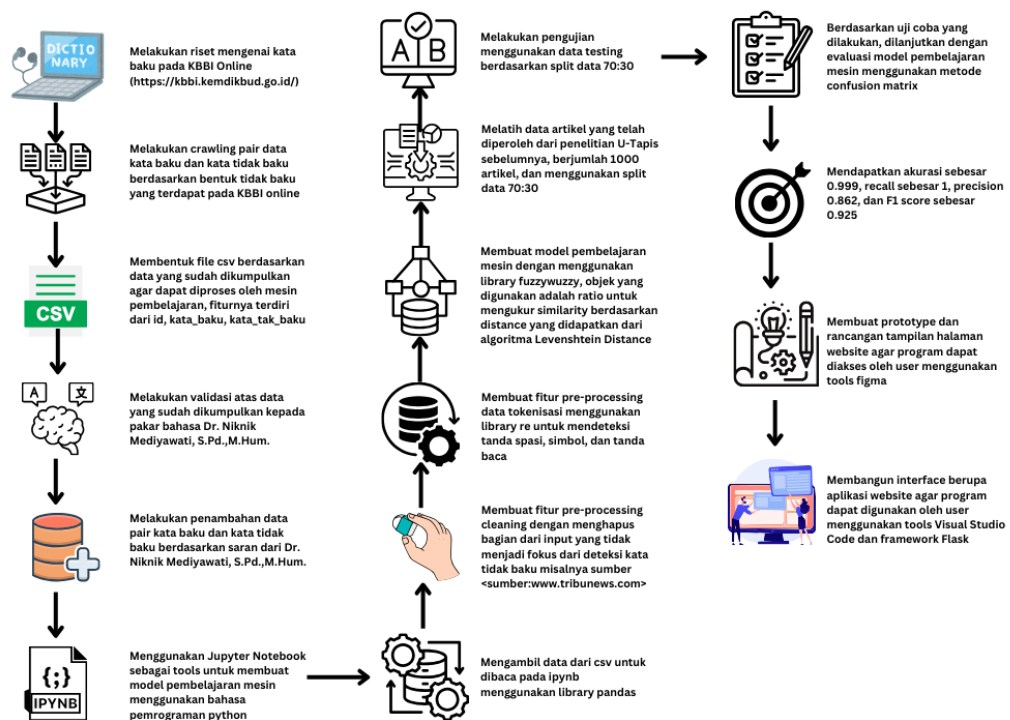 DICTIO
NARY
Melakukan riset mengenai kata
baku pada KBBI Online
(https://kbbi.kemdikbud.go.id/)
Melakukan crawling pair data
kata baku dan kata tidak baku
berdasarkan bentuk tidak baku
yang terdapat pada KBBI online
CSV
Membentuk file csv berdasarkan
data yang sudah dikumpulkan
agar dapat diproses oleh mesin
pembelajaran, fiturnya terdiri
dari id, kata_baku, kata_tak_baku
A
文
Melakukan validasi atas data
yang sudah dikumpulkan kepada
pakar bahasa Dr. Niknik
Mediyawati, S.Pd.,M.Hum.
Melakukan penambahan data
pair kata baku dan kata tidak
baku berdasarkan saran dari Dr.
Niknik Mediyawati, S.Pd.,M.Hum.
{;}
IPYNB
Menggunakan Jupyter Notebook
sebagai tools untuk membuat
model pembelajaran mesin
menggunakan bahasa
pemrograman python
Mengambil data dari csv untuk
dibaca pada ipynb
menggunakan library pandas
Membuat fitur pre-processing
cleaning dengan menghapus
bagian dari input yang tidak
menjadi fokus dari deteksi kata
tidak baku misalnya sumber
<sumber:www.tribunews.com>
Membuat fitur pre-processing
data tokenisasi menggunakan
library re untuk mendeteksi
tanda spasi, simbol, dan tanda
baca
Membuat model pembelajaran
mesin dengan menggunakan
library fuzzywuzzy, objek yang
digunakan adalah ratio untuk
mengukur similarity berdasarkan
distance yang didapatkan dari
algoritma Levenshtein Distance
Melatih data artikel yang telah
diperoleh dari penelitian U-Tapis
sebelumnya, berjumlah 1000
artikel, dan menggunakan split
data 70:30
A B
Melakukan pengujian
menggunakan data testing
berdasarkan split data 70:30
Berdasarkan uji coba yang
dilakukan, dilanjutkan dengan
evaluasi model pembelajaran
mesin menggunakan metode
confusion matrix
Mendapatkan akurasi sebesar
0.999, recall sebesar 1, precision
0.862, dan F1 score sebesar
0.925
Membuat prototype dan
rancangan tampilan halaman
website agar program dapat
diakses oleh user menggunakan
tools figma
Membangun interface berupa
aplikasi website agar program
dapat digunakan oleh user
menggunakan tools Visual Studio
Code dan framework Flask